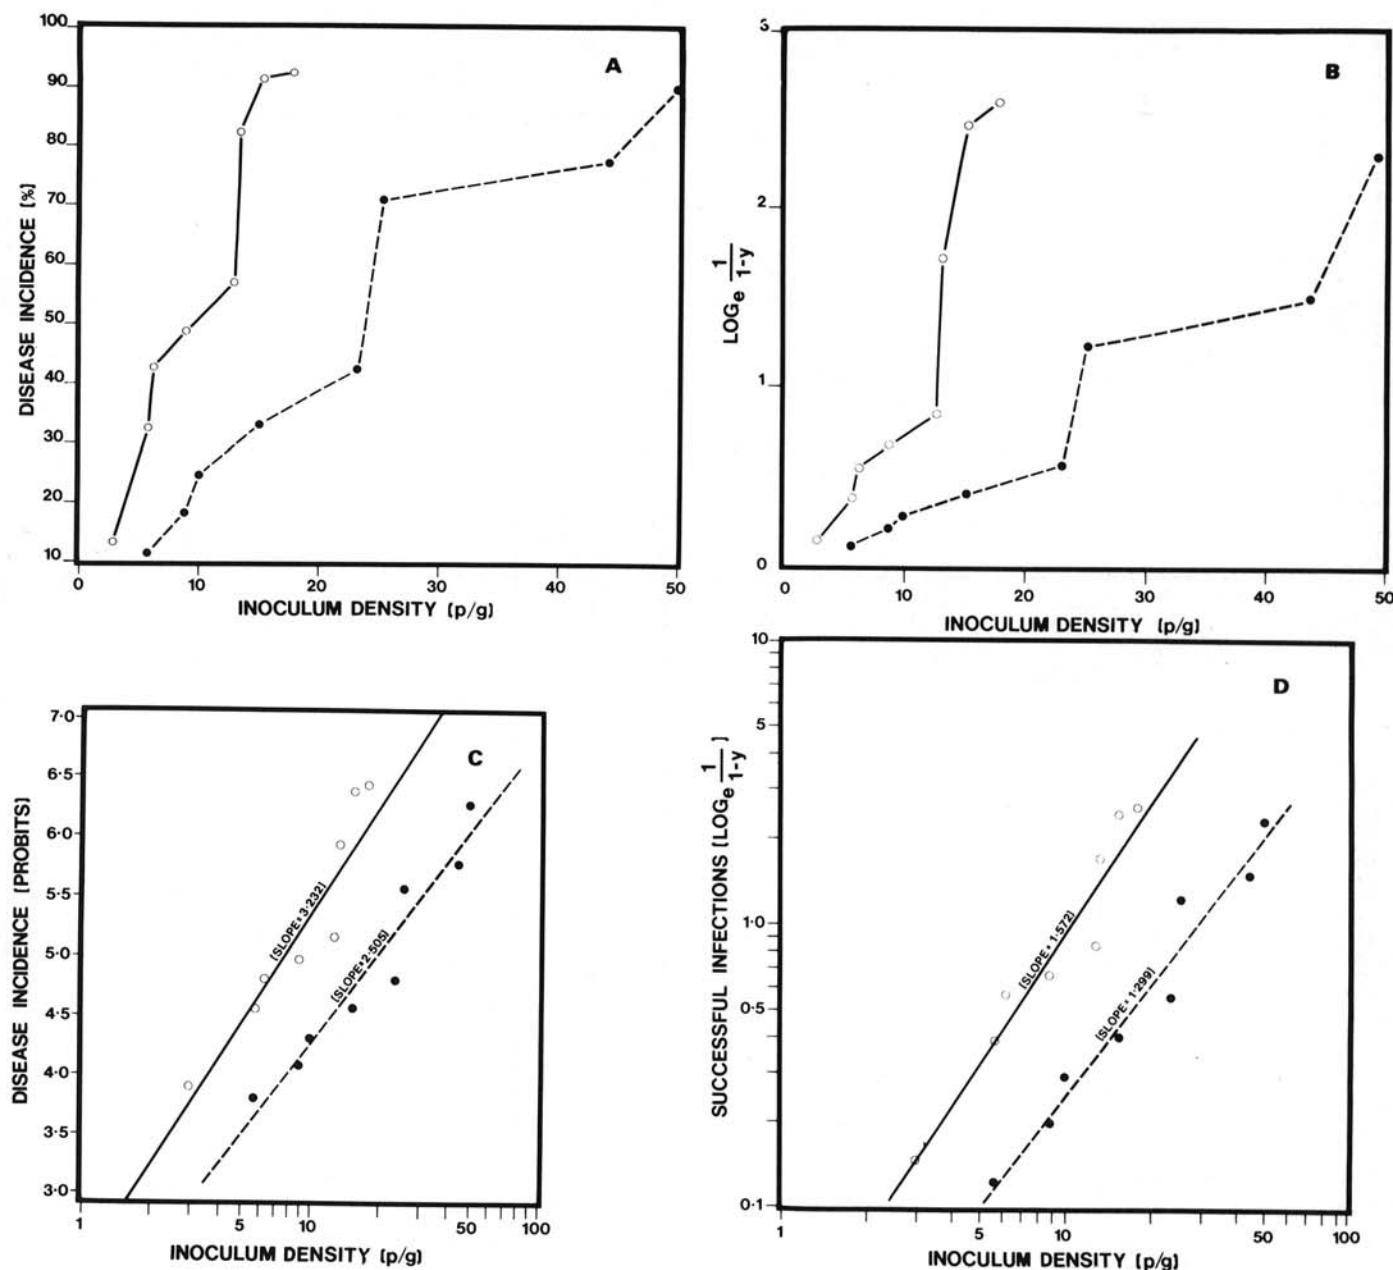 A
DISEASE INCIDENCE (%)
100
90
80
70
60
50
40
30
20
10
0 10 20 30 40 50
INOCULUM DENSITY (p/g)
B
LOGe 1/1-y
3
2
1
0
0 10 20 30 40 50
INOCULUM DENSITY (p/g)
C
DISEASE INCIDENCE (PROBITS)
7·0
6·5
6·0
5·5
5·0
4·5
4·0
3·5
3·0
(SLOPE=3·232)
(SLOPE=2·505)
1 5 10 50 100
INOCULUM DENSITY (p/g)
D
SUCCESSFUL INFECTIONS (LOGe 1/1-y)
10
5
1·0
0·5
0·1
(SLOPE=1·572)
(SLOPE=1·299)
1 5 10 50 100
INOCULUM DENSITY (p/g)